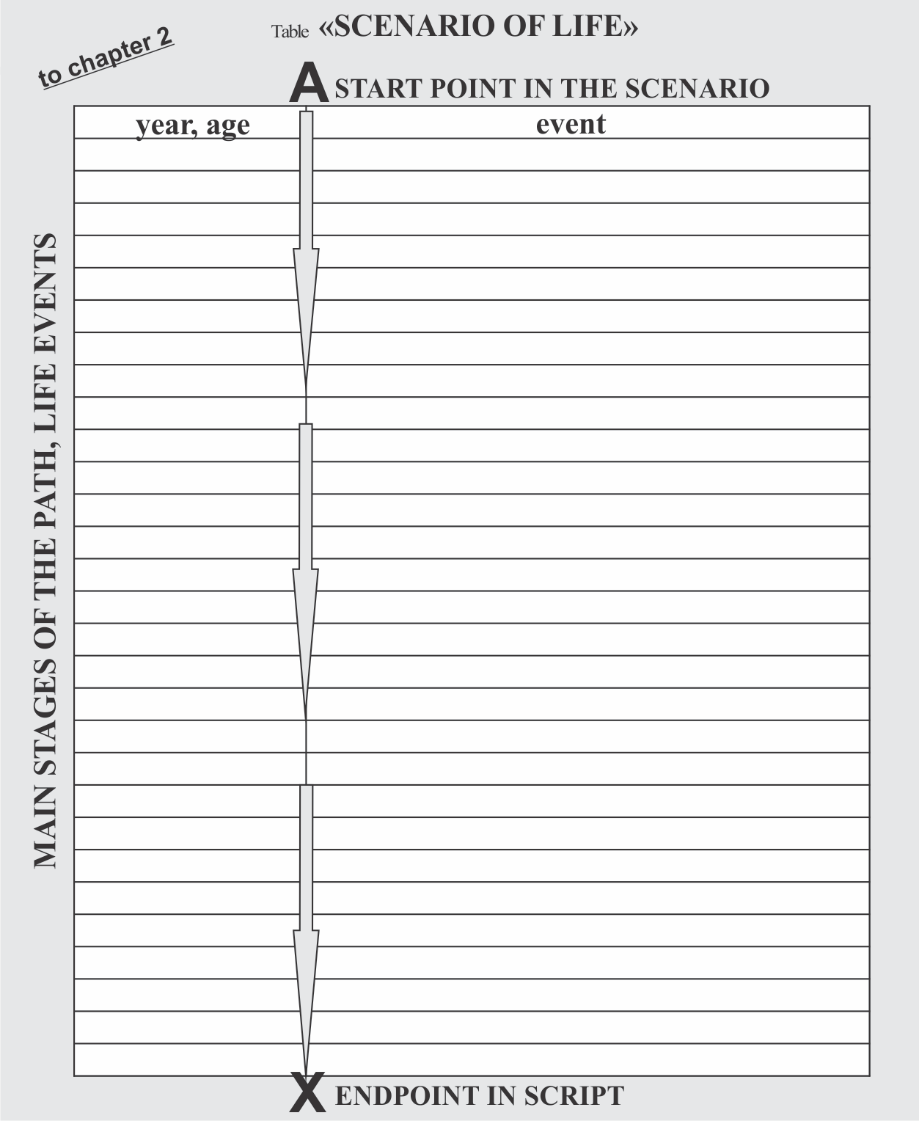 Table «SCENARIO OF LIFE»
to chapter 2
A START POINT IN THE SCENARIO
year, age event
MAIN STAGES OF THE PATH, LIFE EVENTS
X ENDPOINT IN SCRIPT